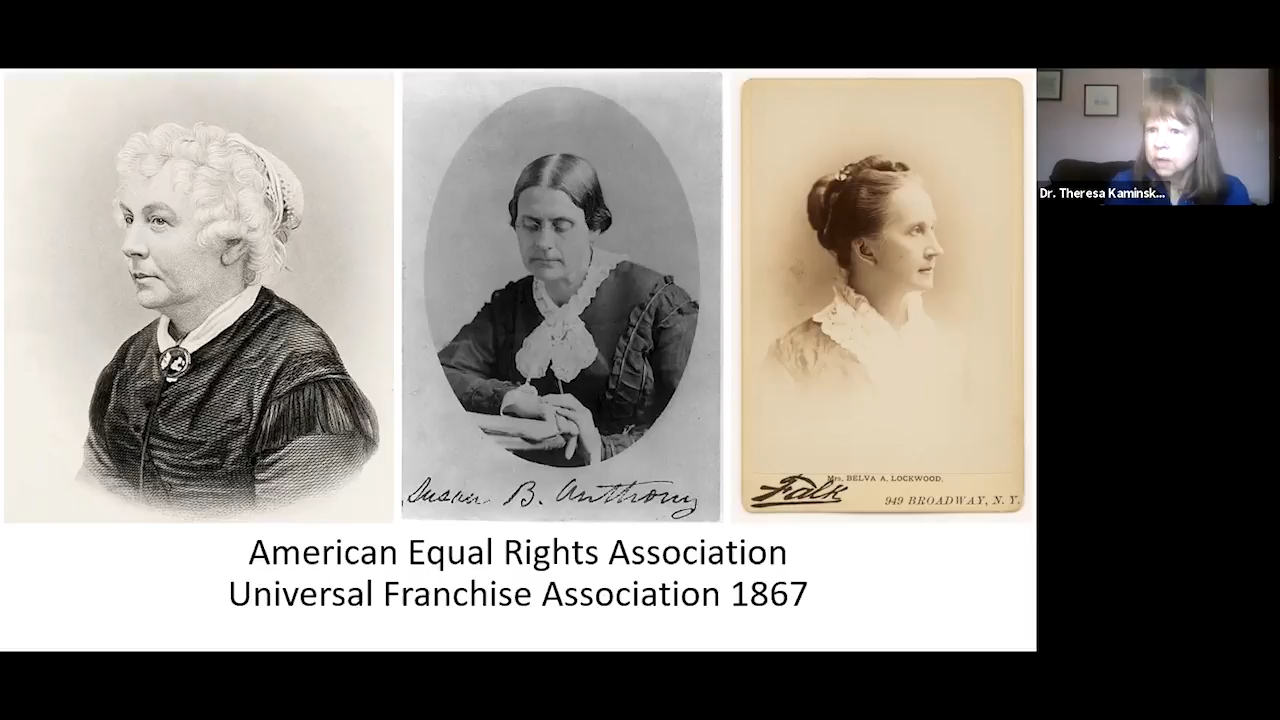 Susan B. Anthony
Mrs. BELVA A. LOCKWOOD,
Falk
949 BROADWAY, N. Y.
American Equal Rights Association
Universal Franchise Association 1867
Dr. Theresa Kaminsk...